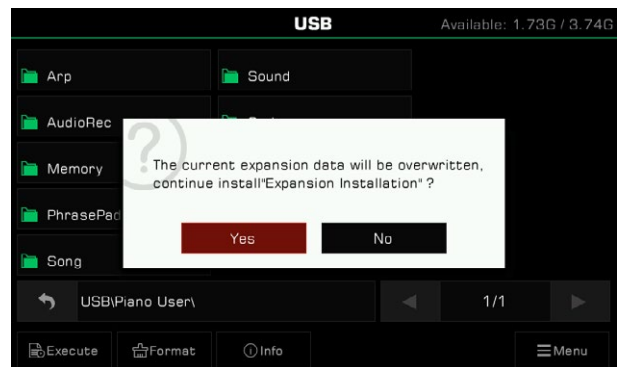 USB
Available: 1.73G / 3.74G
Arp
Sound
AudioRec
Memory
The current expansion data will be overwritten,
continue install"Expansion Installation" ?
PhrasePad
Yes
No
Song
USB\Piano User\
1/1
Execute
Format
Info
Menu